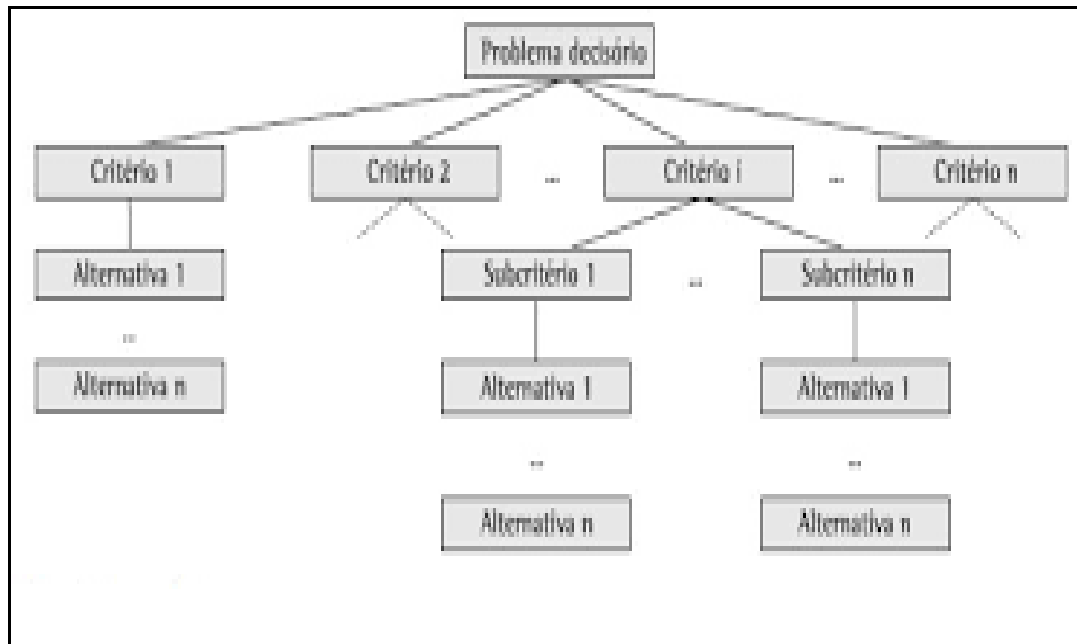 Problema decisório
Critério 1
Critério 2
...
Critério i
...
Critério n
Alternativa 1
Subcritério 1
...
Subcritério n
...
Alternativa n
Alternativa 1
Alternativa 1
...
...
Alternativa n
Alternativa n